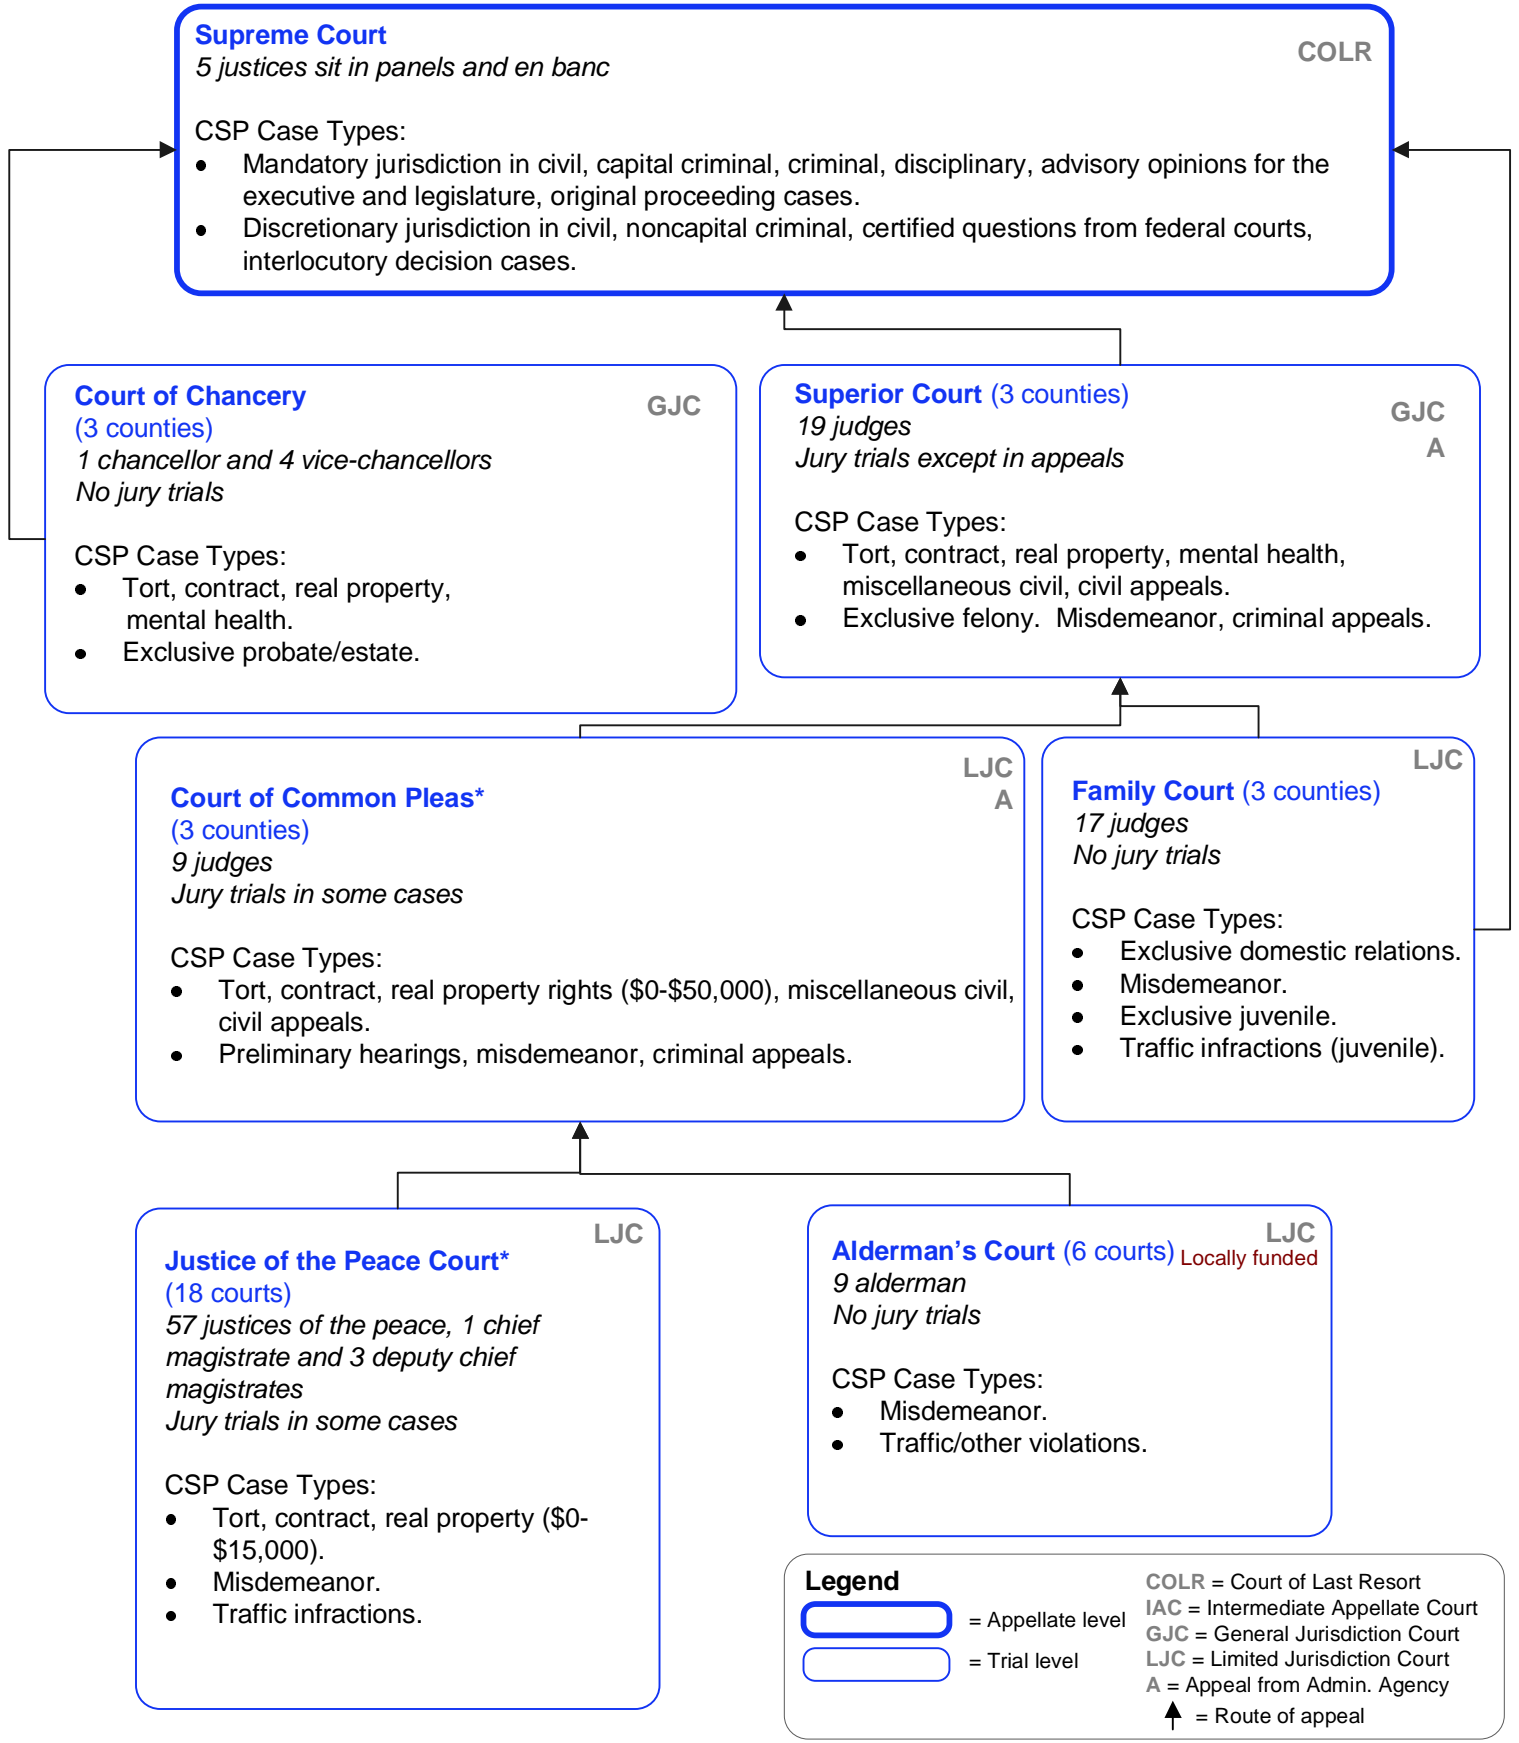 Supreme Court
5 justices sit in panels and en banc
COLR
CSP Case Types:
● Mandatory jurisdiction in civil, capital criminal, criminal, disciplinary, advisory opinions for the
executive and legislature, original proceeding cases.
● Discretionary jurisdiction in civil, noncapital criminal, certified questions from federal courts,
interlocutory decision cases.
Court of Chancery
(3 counties)
GJC
1 chancellor and 4 vice-chancellors
No jury trials
CSP Case Types:
● Tort, contract, real property,
mental health.
● Exclusive probate/estate.
Superior Court (3 counties)
19 judges
Jury trials except in appeals
GJC
A
CSP Case Types:
● Tort, contract, real property, mental health,
miscellaneous civil, civil appeals.
● Exclusive felony. Misdemeanor, criminal appeals.
LJC
A
Court of Common Pleas*
(3 counties)
9 judges
Jury trials in some cases
CSP Case Types:
● Tort, contract, real property rights ($0-$50,000), miscellaneous civil,
civil appeals.
● Preliminary hearings, misdemeanor, criminal appeals.
LJC
Family Court (3 counties)
17 judges
No jury trials
CSP Case Types:
● Exclusive domestic relations.
● Misdemeanor.
● Exclusive juvenile.
● Traffic infractions (juvenile).
LJC
Justice of the Peace Court*
(18 courts)
57 justices of the peace, 1 chief
magistrate and 3 deputy chief
magistrates
Jury trials in some cases
CSP Case Types:
● Tort, contract, real property ($0-
$15,000).
● Misdemeanor.
● Traffic infractions.
LJC
Alderman’s Court (6 courts) Locally funded
9 alderman
No jury trials
CSP Case Types:
● Misdemeanor.
● Traffic/other violations.
Legend
= Appellate level
= Trial level
COLR = Court of Last Resort
IAC = Intermediate Appellate Court
GJC = General Jurisdiction Court
LJC = Limited Jurisdiction Court
A = Appeal from Admin. Agency
= Route of appeal